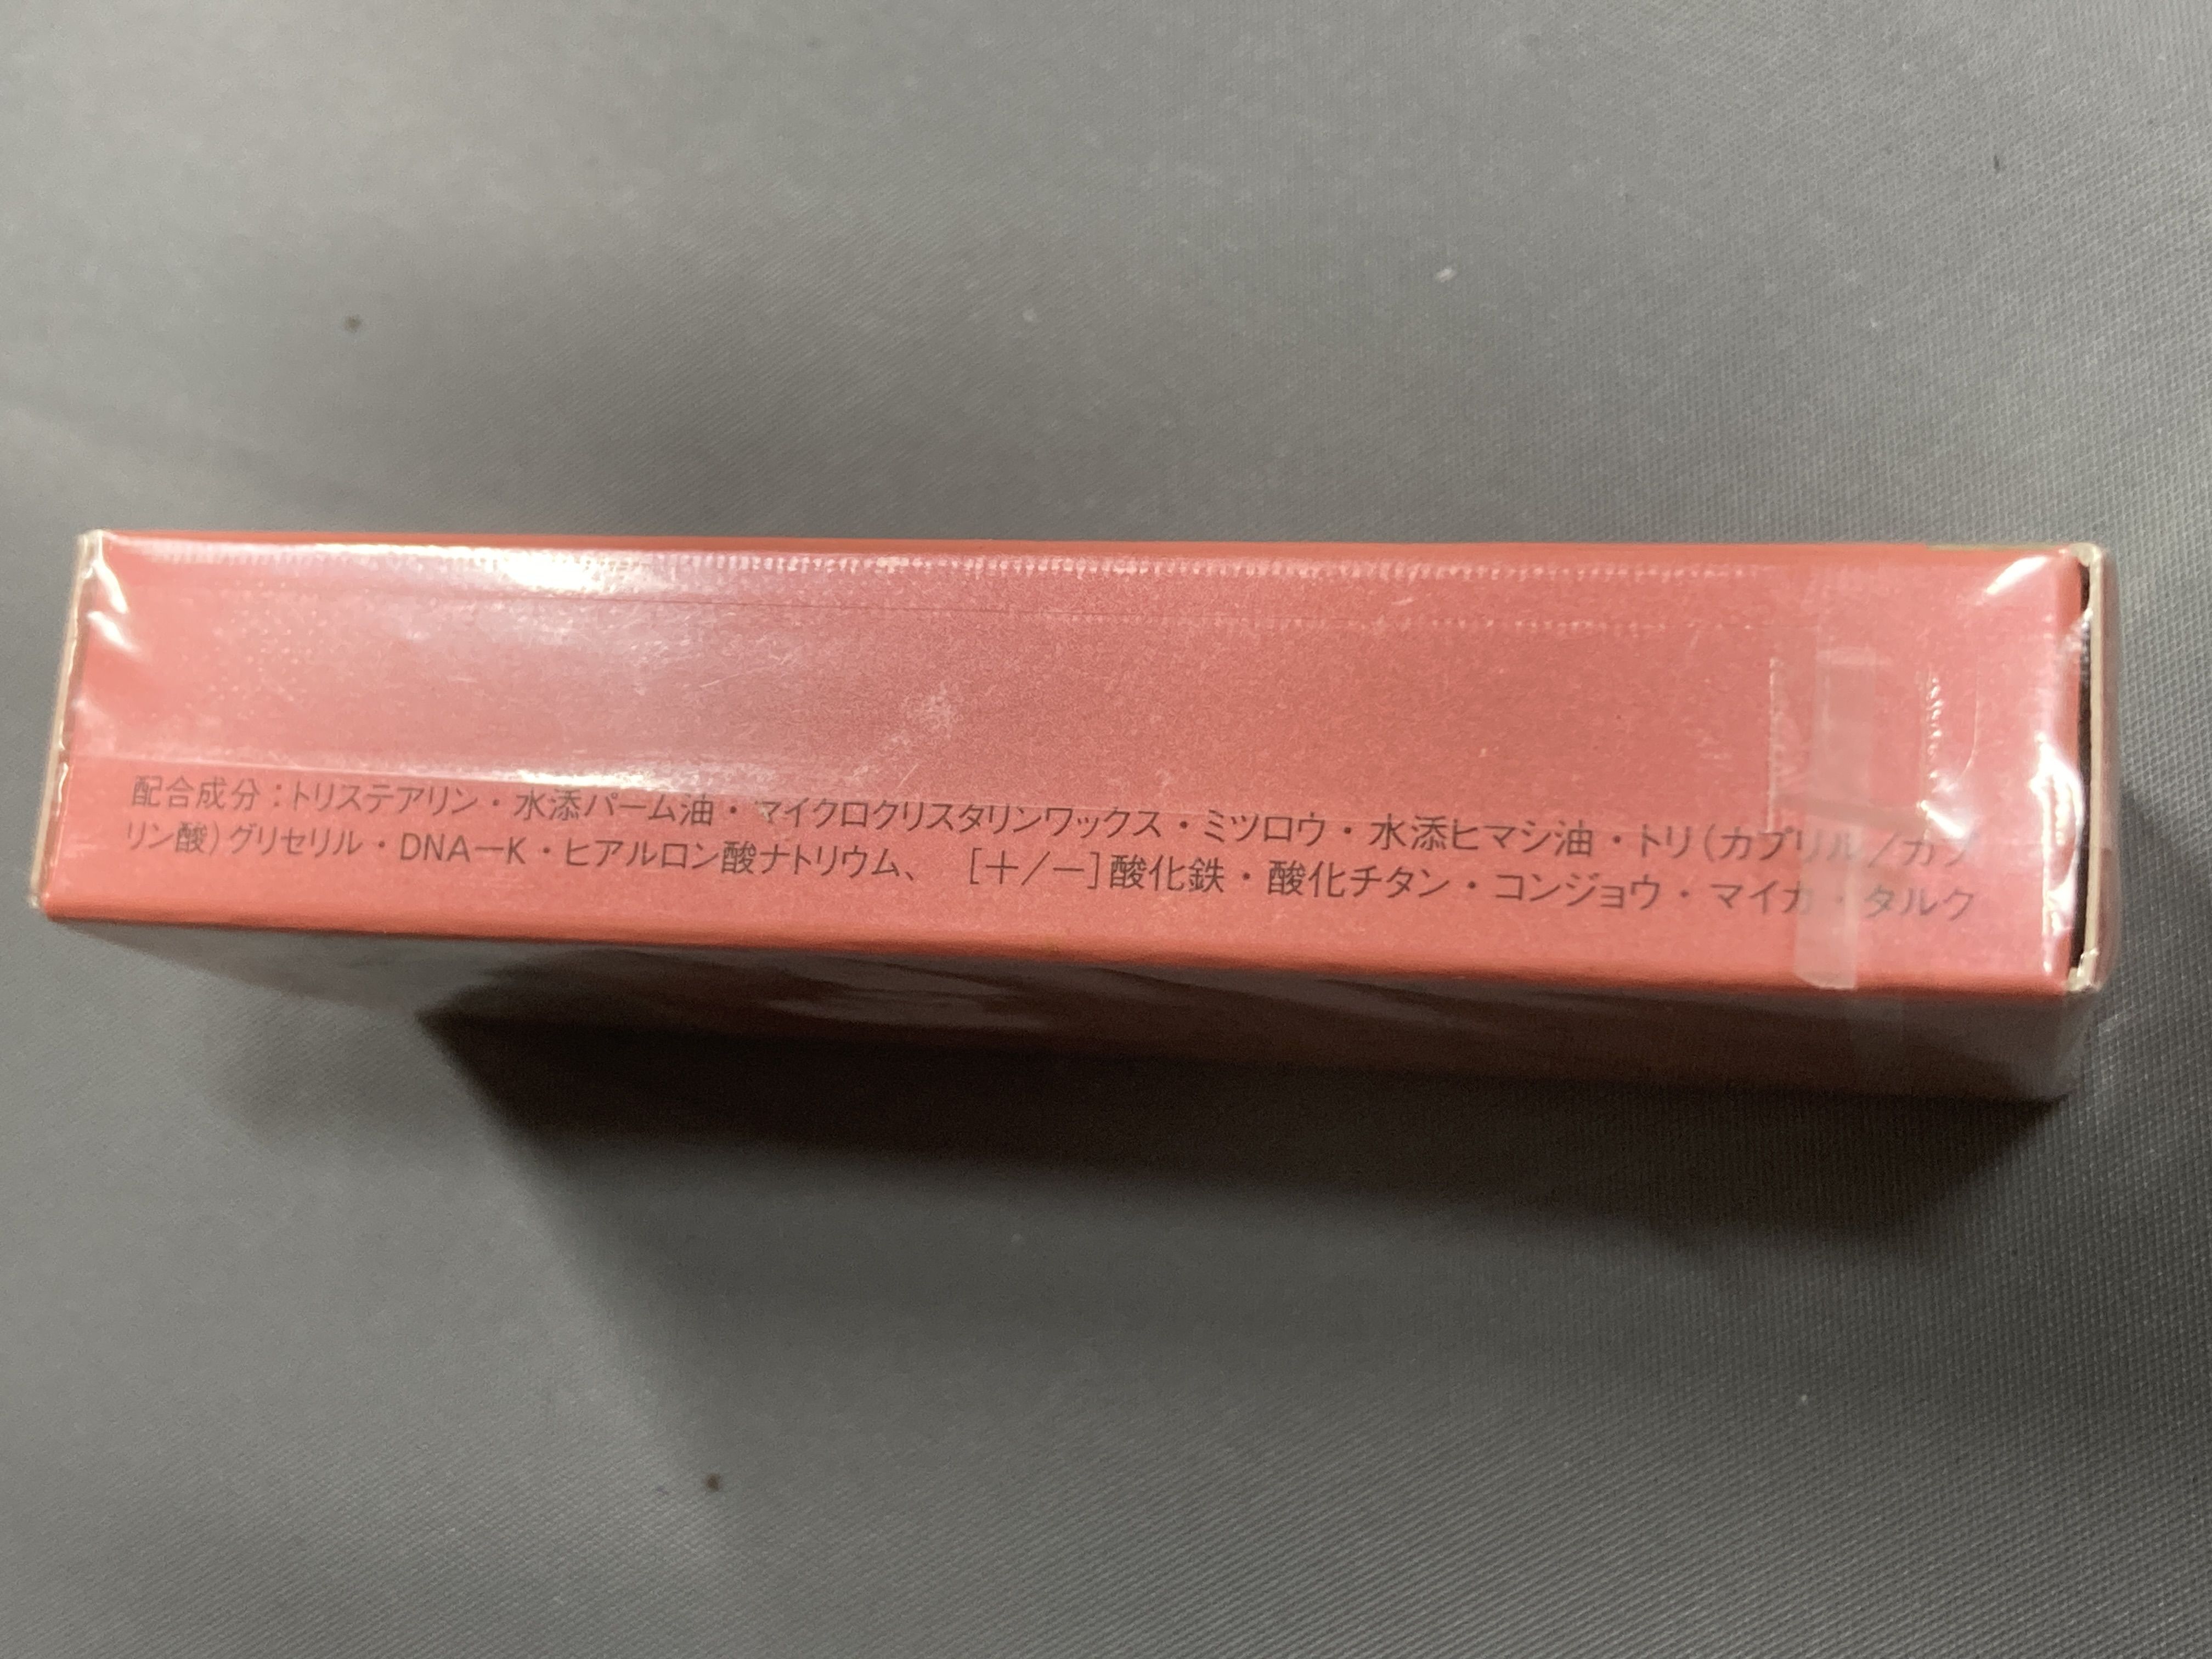 配合成分：トリステアリン・水添パーム油・マイクロクリスタリンワックス・ミツロウ・水添ヒマシ油・トリ（カプリル／カプ
リン酸）グリセリル・DNA－K・ヒアルロン酸ナトリウム、　［＋／－］酸化鉄・酸化チタン・コンジョウ・マイカ・タルク